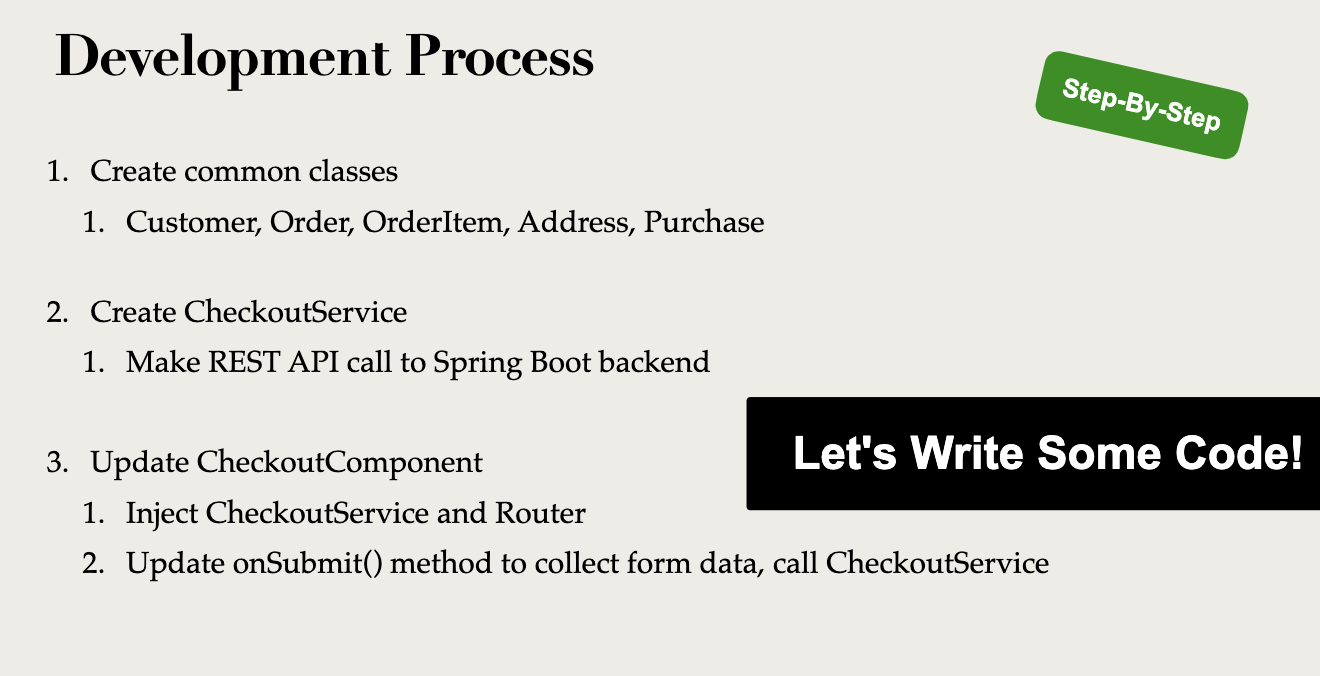 Development Process
Step-By-Step
1. Create common classes
1. Customer, Order, OrderItem, Address, Purchase
2. Create CheckoutService
1. Make REST API call to Spring Boot backend
Let's Write Some Code!
3. Update CheckoutComponent
1. Inject CheckoutService and Router
2. Update onSubmit() method to collect form data, call CheckoutService